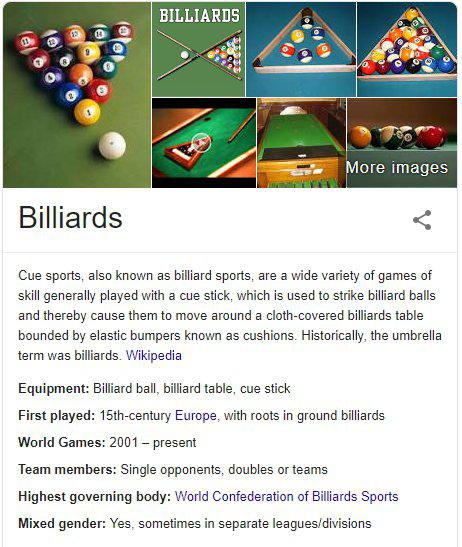 BILLIARDS
More images
Billiards
Cue sports, also known as billiard sports, are a wide variety of games of
skill generally played with a cue stick, which is used to strike billiard balls
and thereby cause them to move around a cloth-covered billiards table
bounded by elastic bumpers known as cushions. Historically, the umbrella
term was billiards. Wikipedia
Equipment: Billiard ball, billiard table, cue stick
First played: 15th-century Europe, with roots in ground billiards
World Games: 2001 – present
Team members: Single opponents, doubles or teams
Highest governing body: World Confederation of Billiards Sports
Mixed gender: Yes, sometimes in separate leagues/divisions